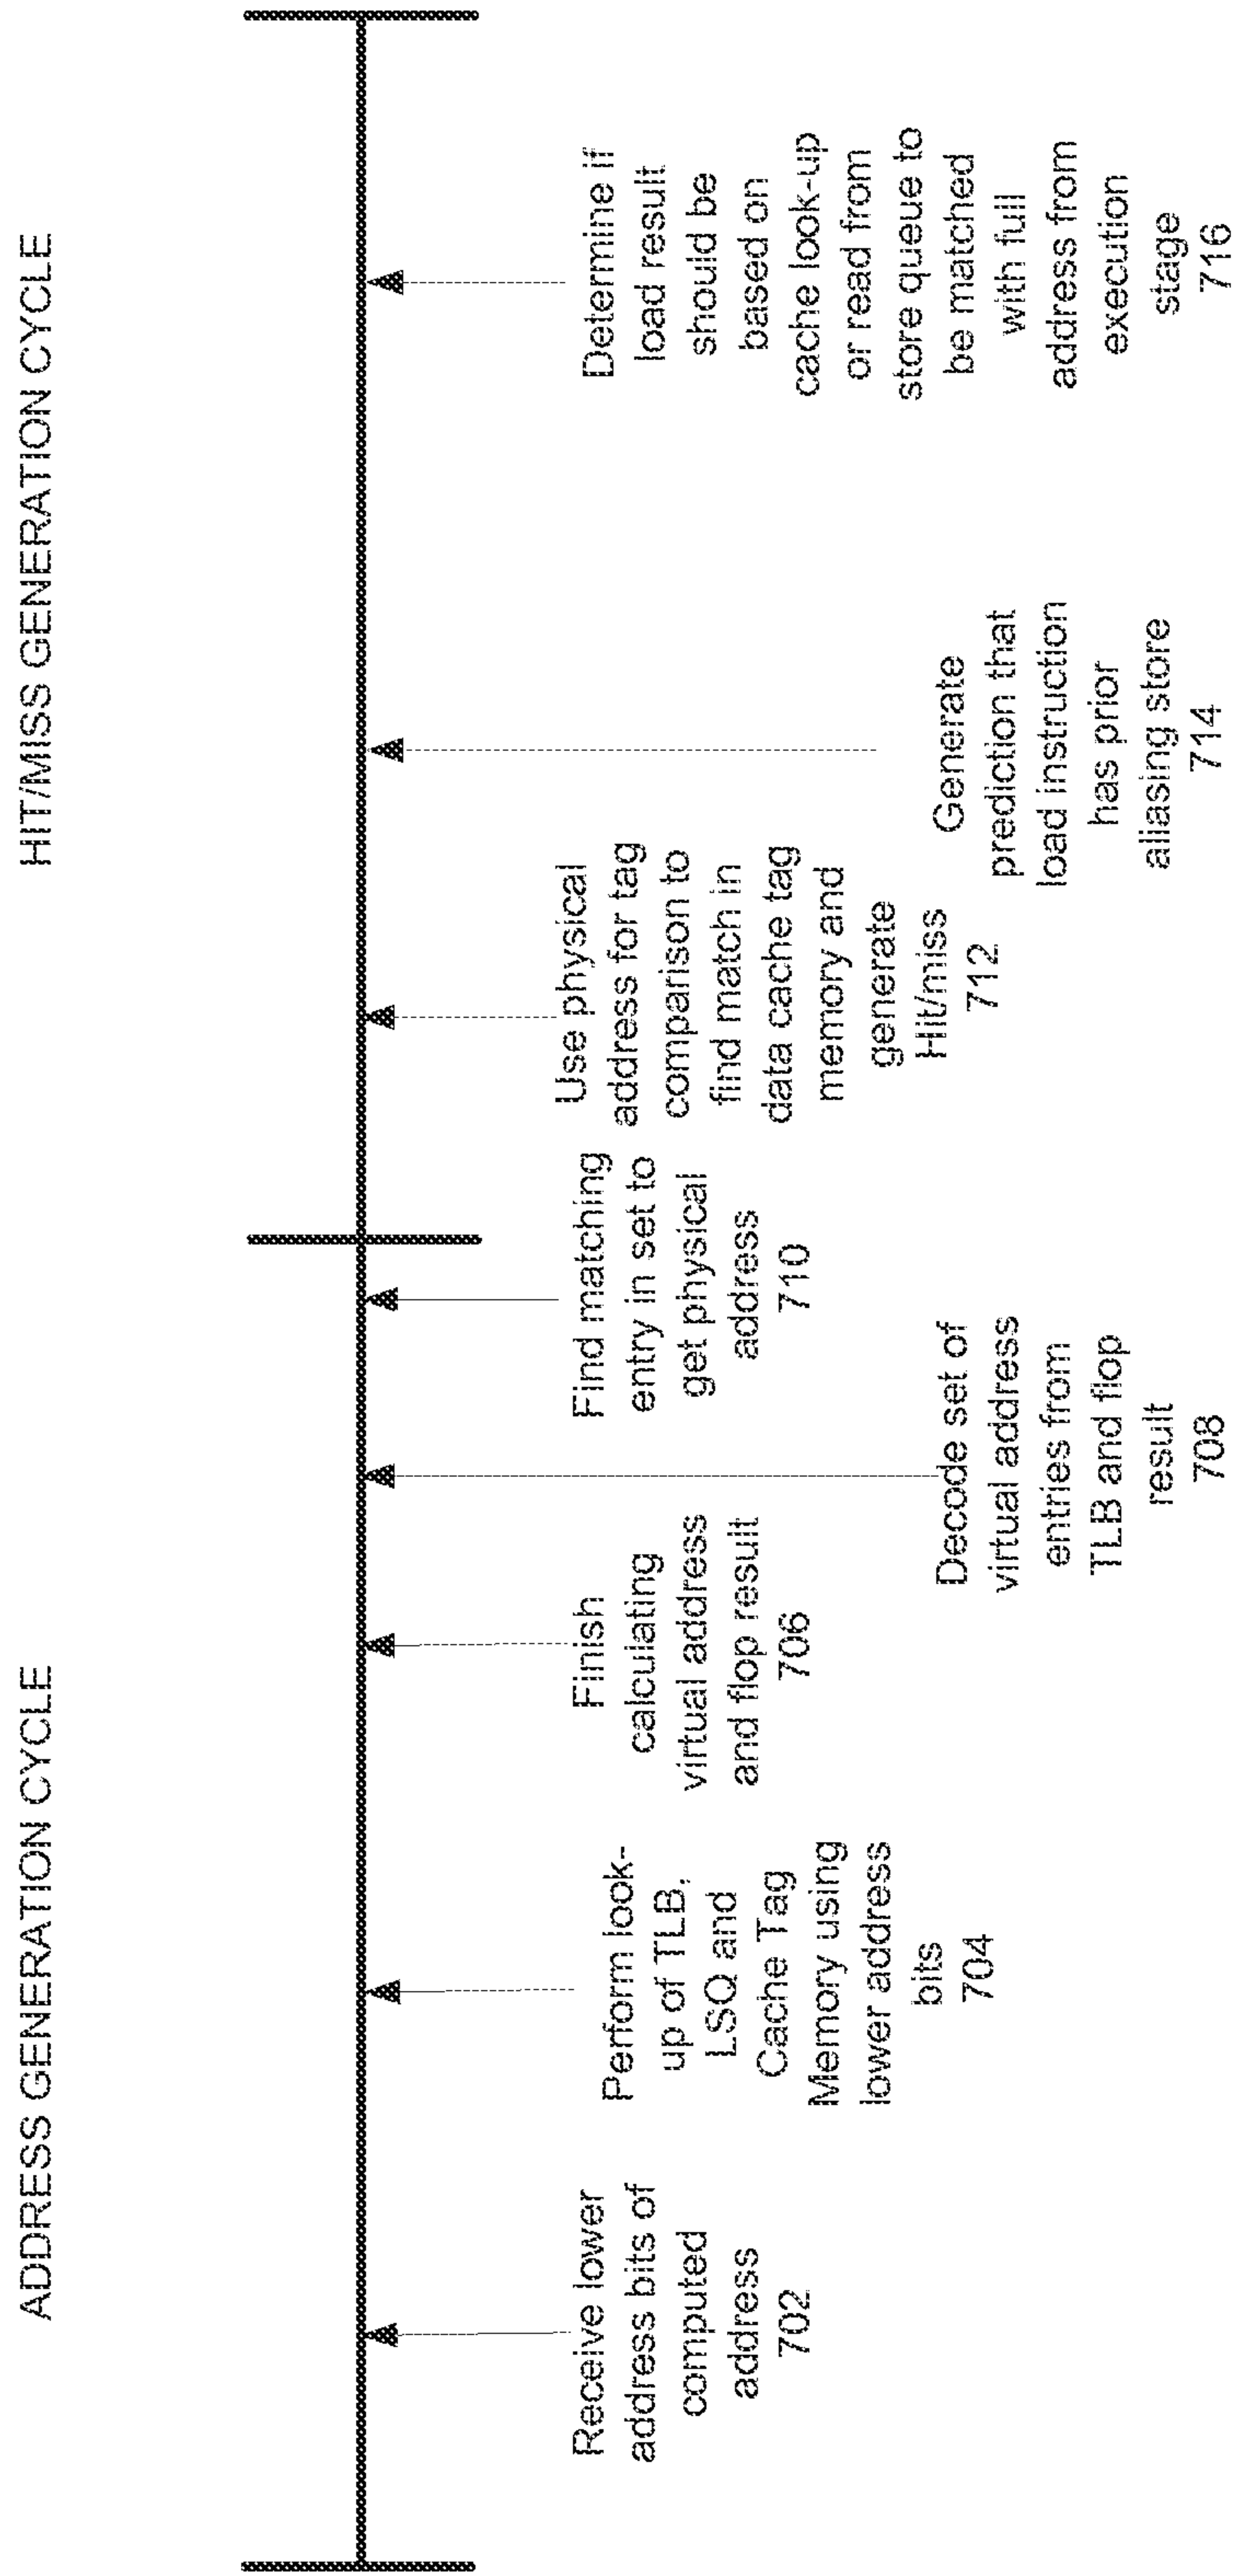 ADDRESS GENERATION CYCLE
HIT/MISS GENERATION CYCLE
Receive lower
address bits of
computed
address
702
Perform look-
up of TLB,
LSQ and
Cache Tag
Memory using
lower address
bits
704
Finish
calculating
virtual address
and flop result
706
Decode set of
virtual address
entries from
TLB and flop
result
708
Find matching
entry in set to
get physical
address
710
Use physical
address for tag
comparison to
find match in
data cache tag
memory and
generate
Hit/miss
712
Generate
prediction that
load instruction
has prior
aliasing store
714
Determine if
load result
should be
based on
cache look-up
or read from
store queue to
be matched
with full
address from
execution
stage
716